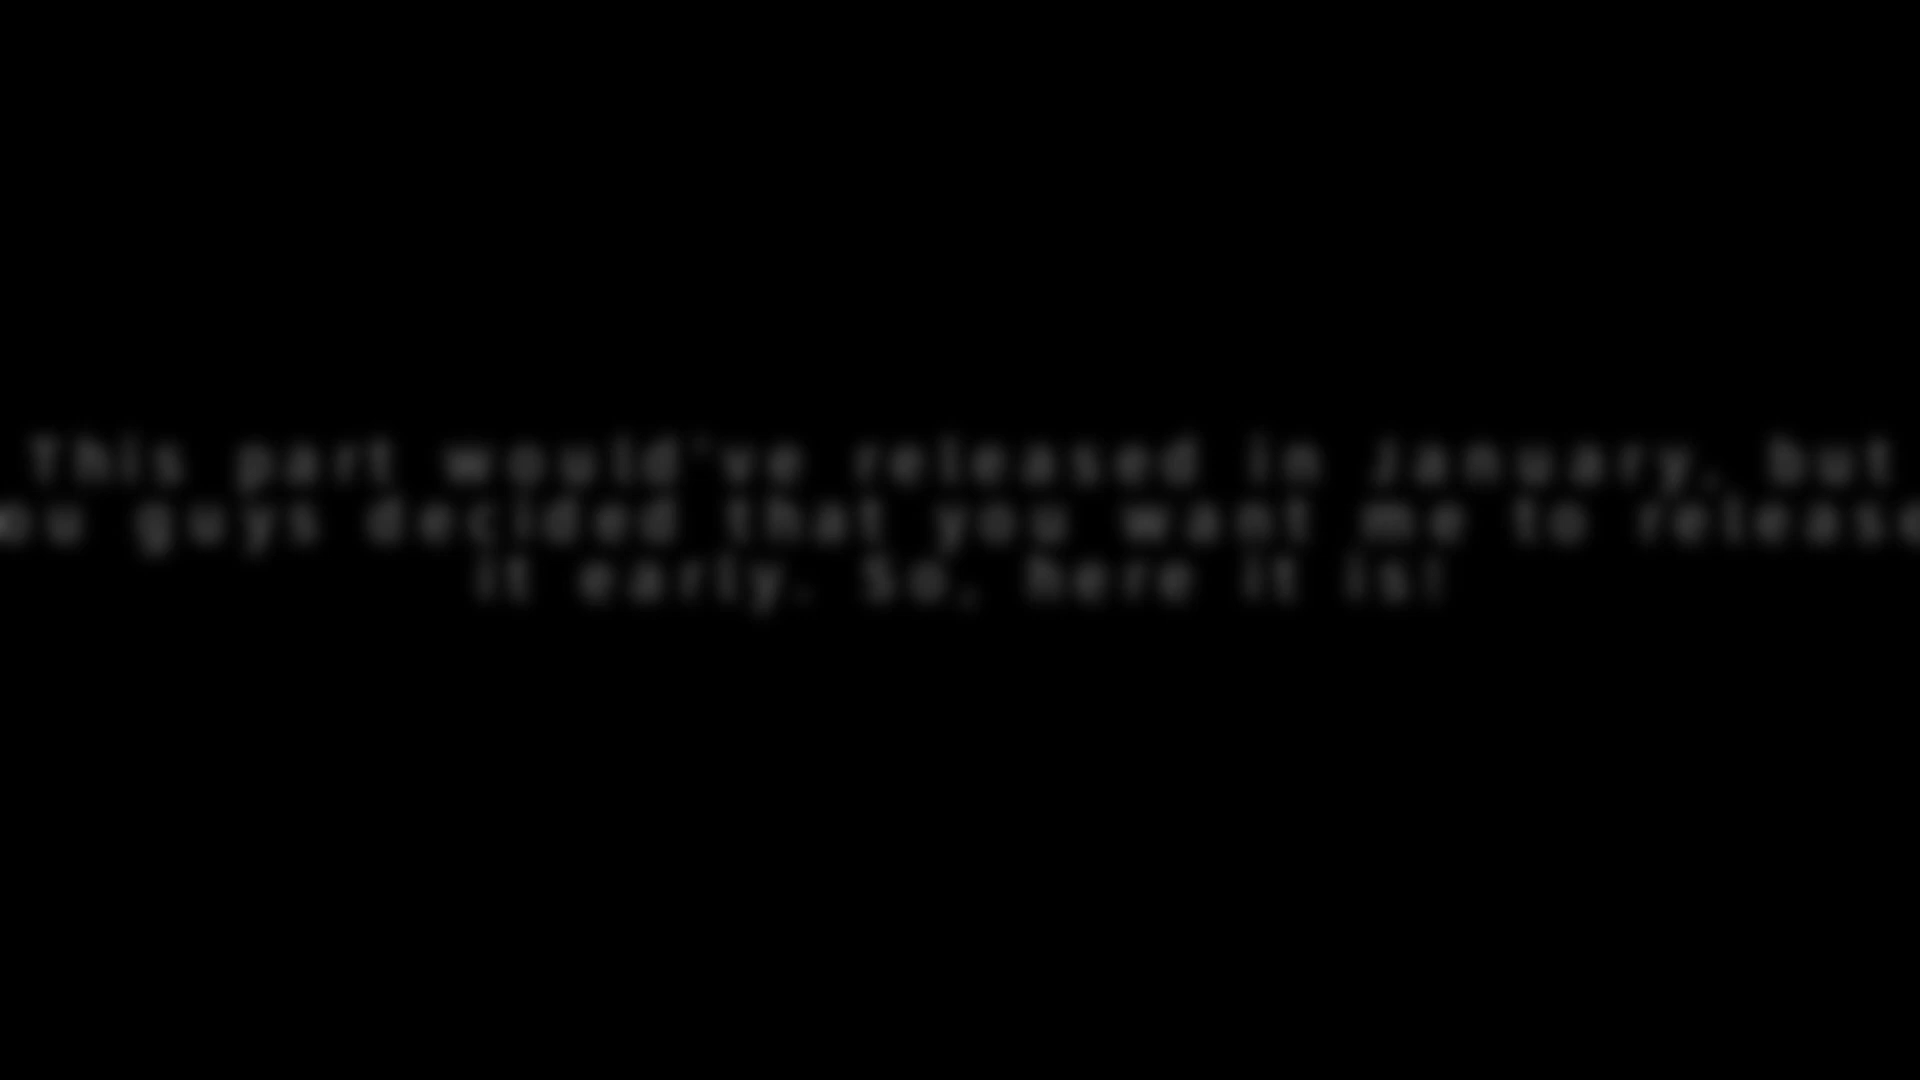 This part would've released in January, but
ou guys decided that you want me to release
it early. So, here it is!